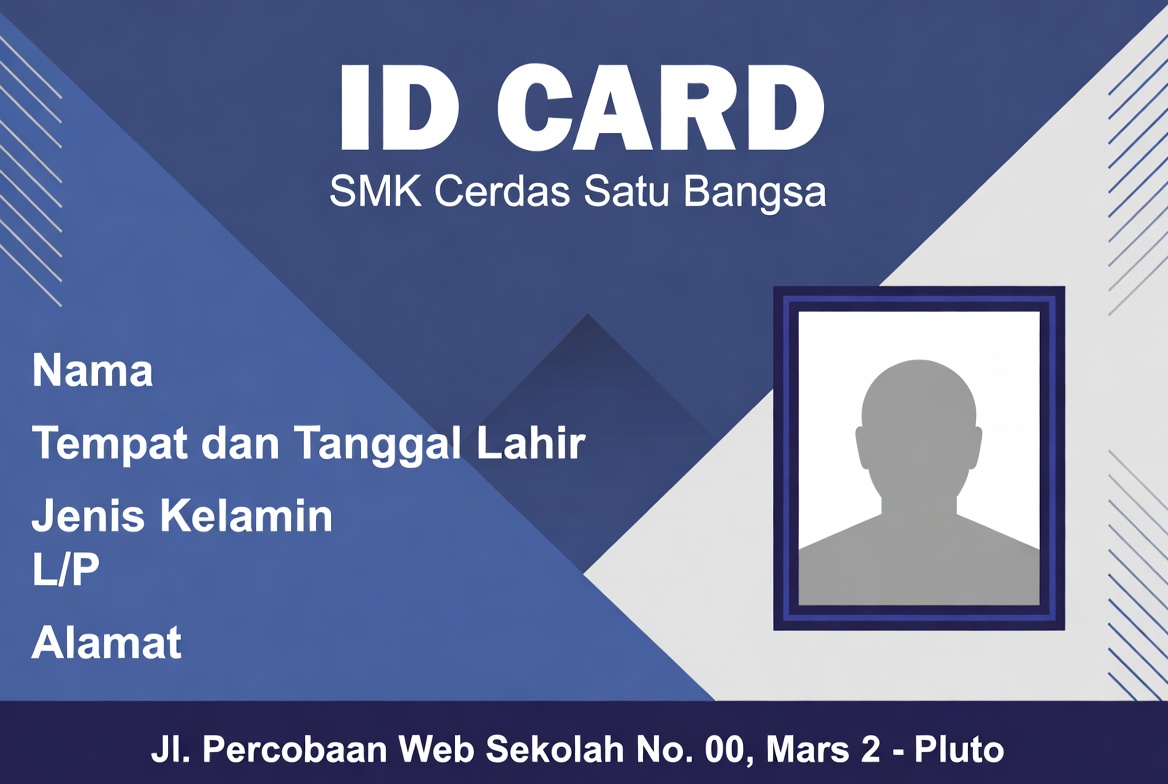 ID CARD
SMK Cerdas Satu Bangsa
Nama
Tempat dan Tanggal Lahir
Jenis Kelamin
L/P
Alamat
Jl. Percobaan Web Sekolah No. 00, Mars 2 - Pluto